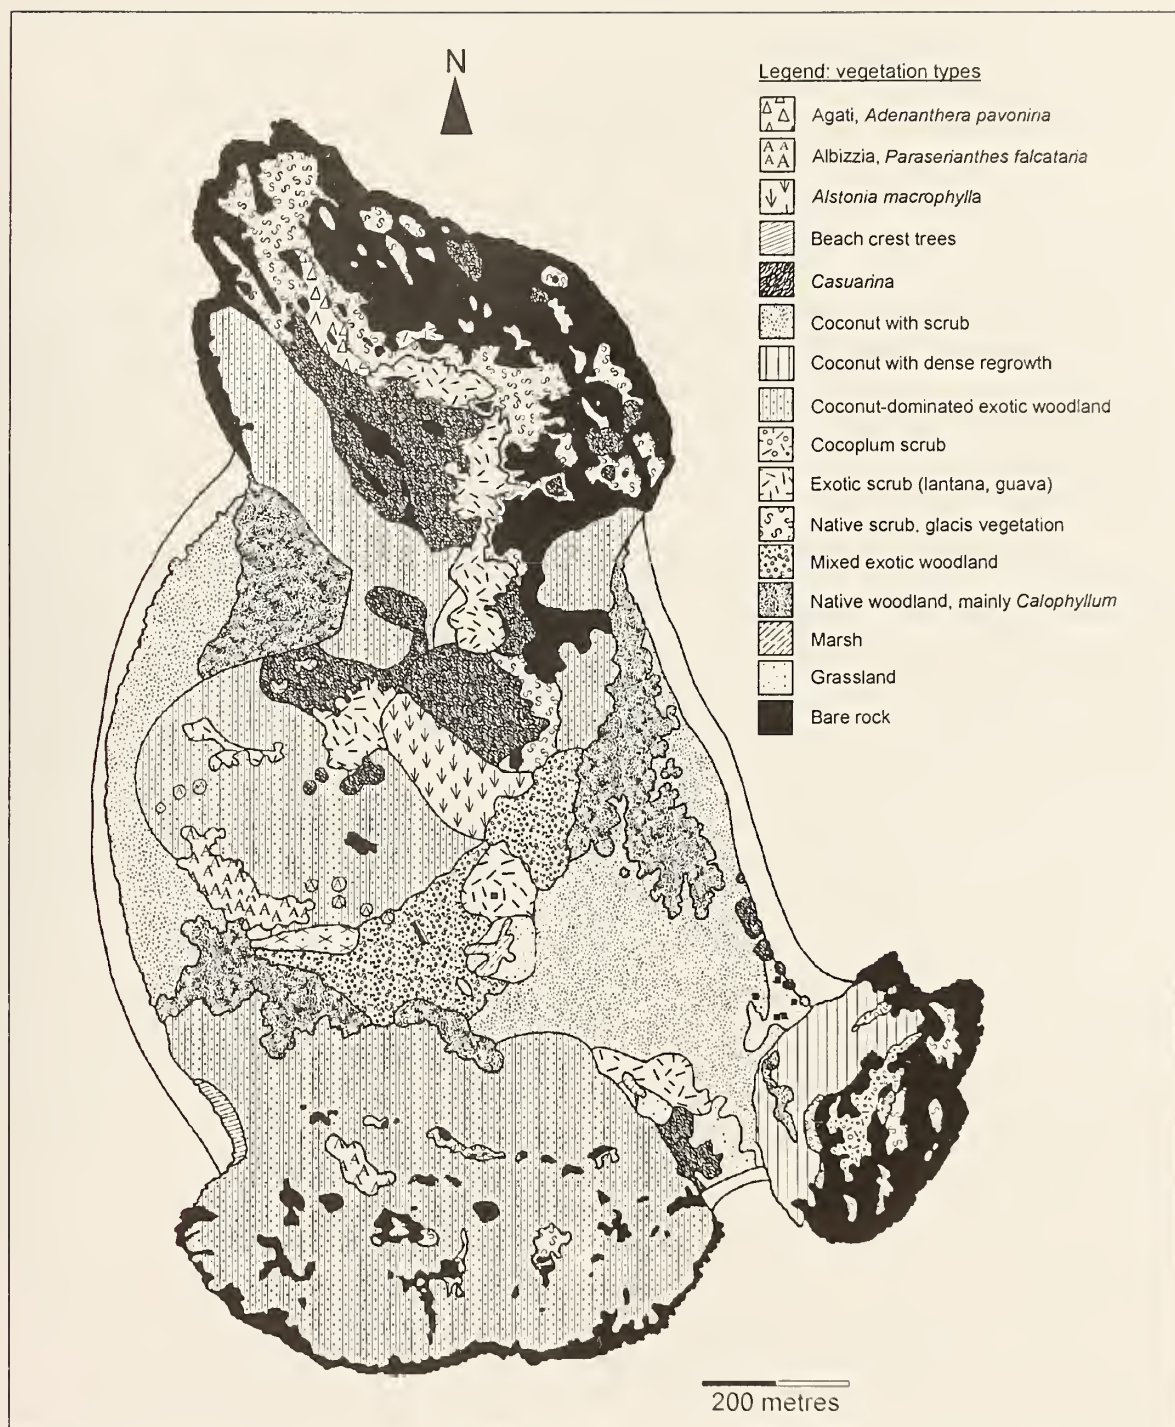 N
Legend: vegetation types
Agati, Adenanthera pavonina
Albizzia, Paraserianthes falcataria
Alstonia macrophylla
Beach crest trees
Casuarina
Coconut with scrub
Coconut with dense regrowth
Coconut-dominated exotic woodland
Cocoplum scrub
Exotic scrub (lantana, guava)
Native scrub, glacis vegetation
Mixed exotic woodland
Native woodland, mainly Calophyllum
Marsh
Grassland
Bare rock
200 metres